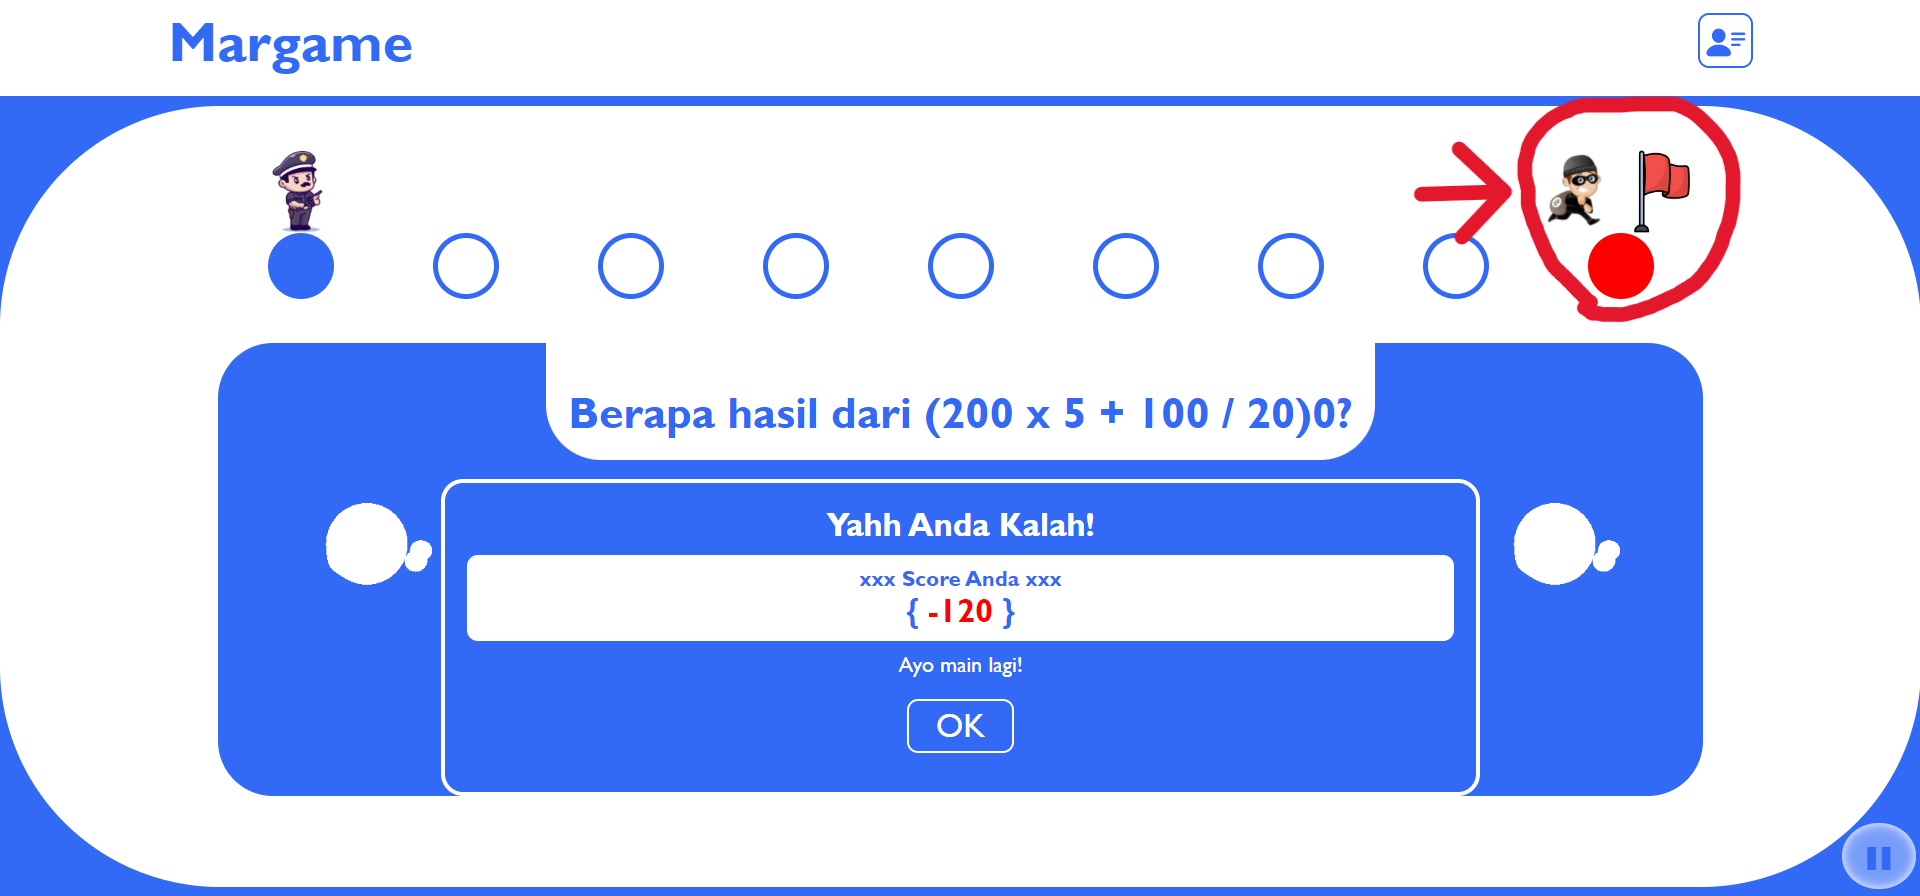 Margame
Berapa hasil dari (200 x 5 + 100 / 20)0?
Yahh Anda Kalah!
xxx Score Anda xxx
{ -120 }
Ayo main lagi!
OK